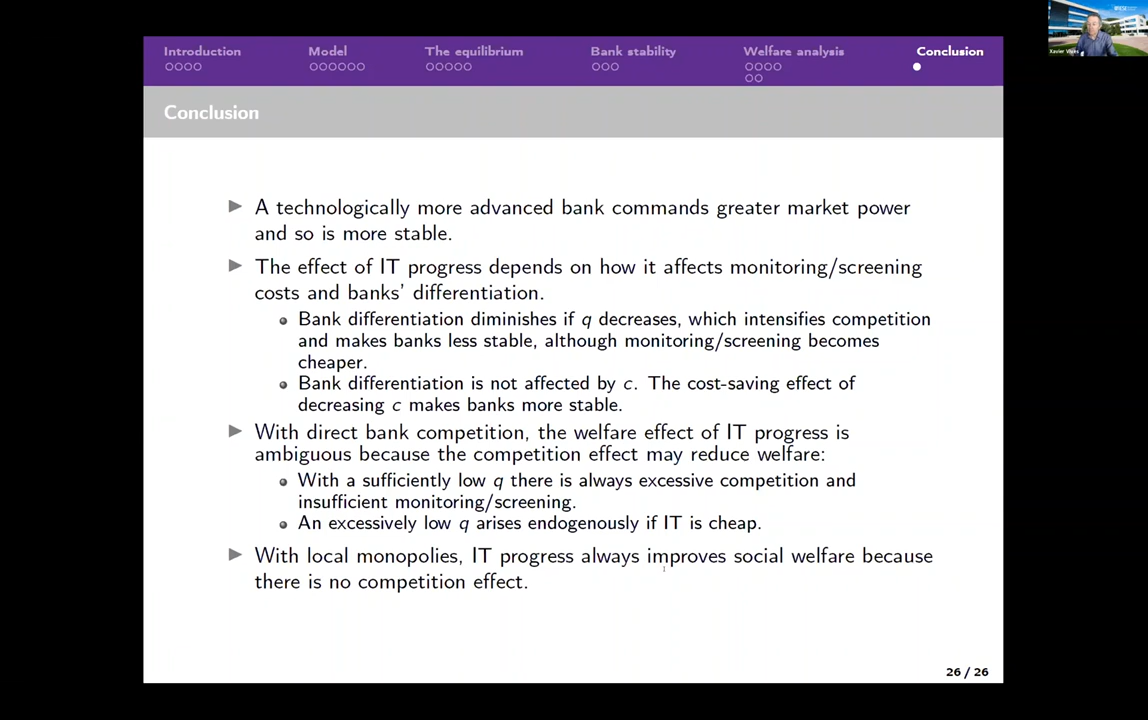 Introduction Model The equilibrium Bank stability Welfare analysis Conclusion
Conclusion
A technologically more advanced bank commands greater market power
and so is more stable.
The effect of IT progress depends on how it affects monitoring/screening
costs and banks' differentiation.
Bank differentiation diminishes if q decreases, which intensifies competition
and makes banks less stable, although monitoring/screening becomes
cheaper.
Bank differentiation is not affected by c. The cost-saving effect of
decreasing c makes banks more stable.
With direct bank competition, the welfare effect of IT progress is
ambiguous because the competition effect may reduce welfare:
With a sufficiently low q there is always excessive competition and
insufficient monitoring/screening.
An excessively low q arises endogenously if IT is cheap.
With local monopolies, IT progress always improves social welfare because
there is no competition effect.
26 / 26